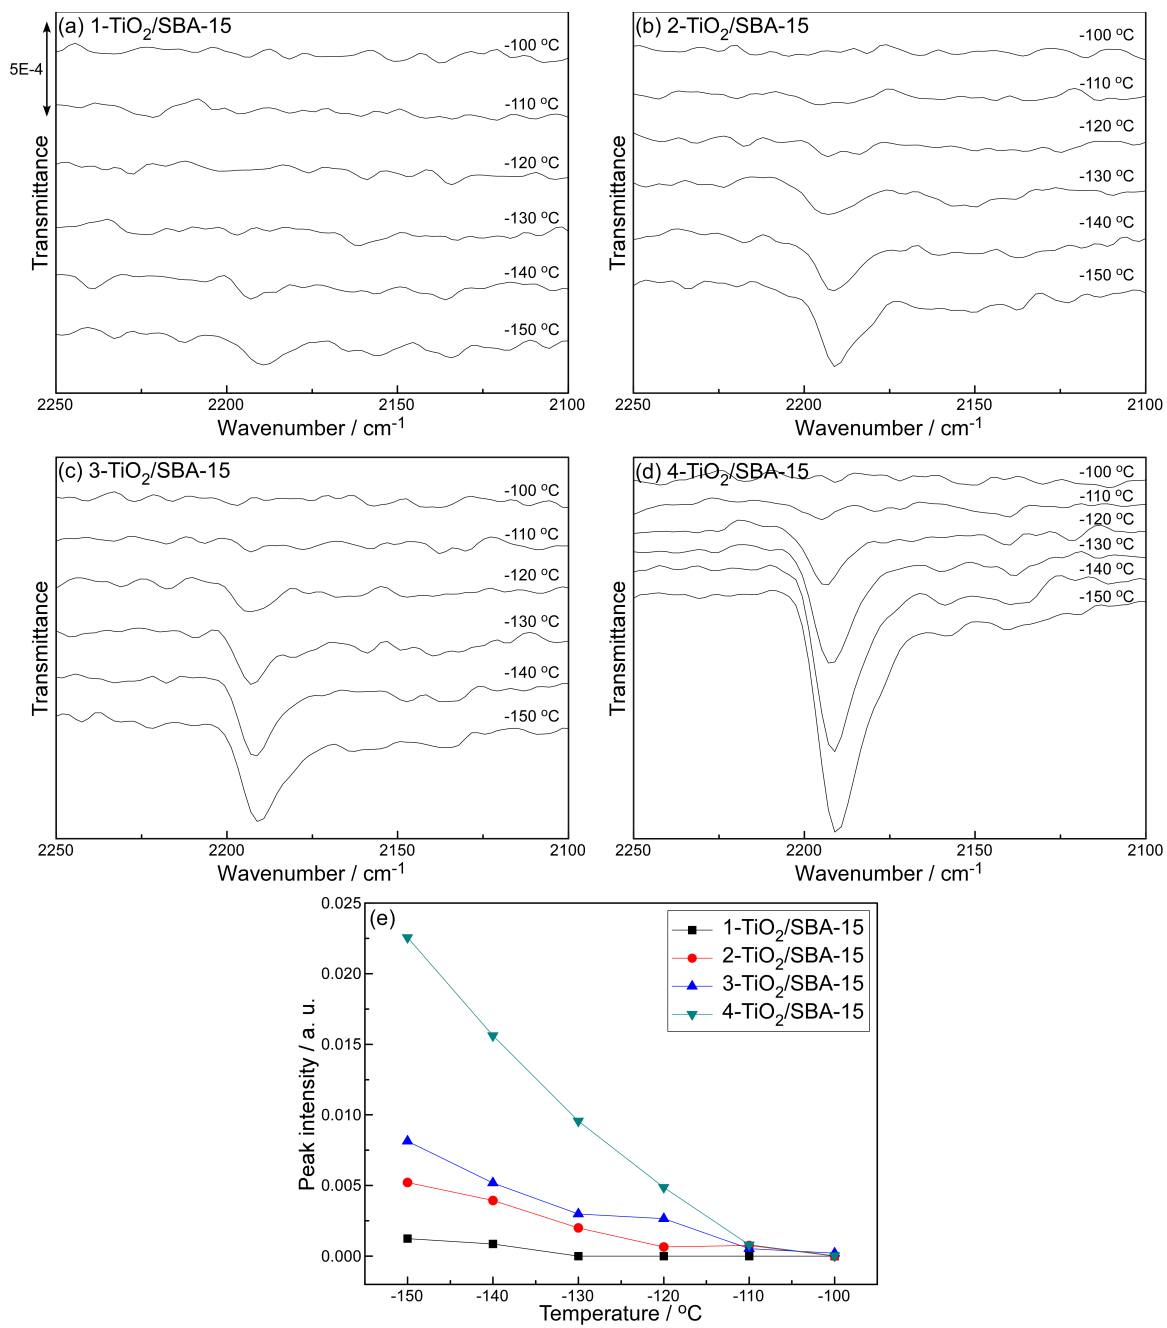 (a) 1-TiO₂/SBA-15
5E-4
-100 °C
-110 °C
-120 °C
-130 °C
-140 °C
-150 °C
Transmittance
2250 2200 2150 2100
Wavenumber / cm⁻¹
(b) 2-TiO₂/SBA-15
-100 °C
-110 °C
-120 °C
-130 °C
-140 °C
-150 °C
Transmittance
2250 2200 2150 2100
Wavenumber / cm⁻¹
(c) 3-TiO₂/SBA-15
-100 °C
-110 °C
-120 °C
-130 °C
-140 °C
-150 °C
Transmittance
2250 2200 2150 2100
Wavenumber / cm⁻¹
(d) 4-TiO₂/SBA-15
-100 °C
-110 °C
-120 °C
-130 °C
-140 °C
-150 °C
Transmittance
2250 2200 2150 2100
Wavenumber / cm⁻¹
(e)
1-TiO₂/SBA-15
2-TiO₂/SBA-15
3-TiO₂/SBA-15
4-TiO₂/SBA-15
0.025
0.020
0.015
0.010
0.005
0.000
Peak intensity / a. u.
-150 -140 -130 -120 -110 -100
Temperature / °C